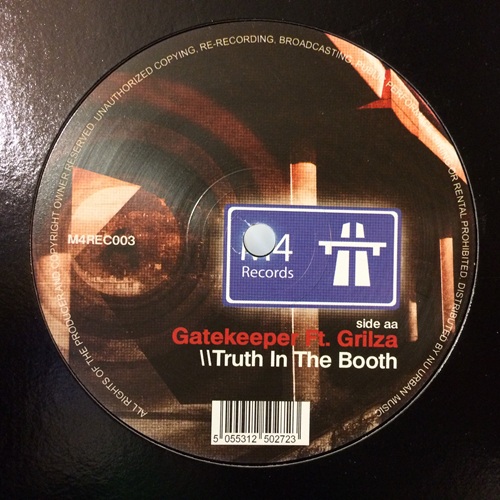 ALL RIGHTS OF THE PRODUCER AND COPYRIGHT OWNER RESERVED. UNAUTHORIZED COPYING, RE-RECORDING, BROADCASTING, OR RENTAL PROHIBITED. DISTRIBUTED BY NU URBAN MUSIC
M4REC003
M4
Records
side aa
Gatekeeper Ft. Grilza
\\Truth In The Booth
5 055312 502723